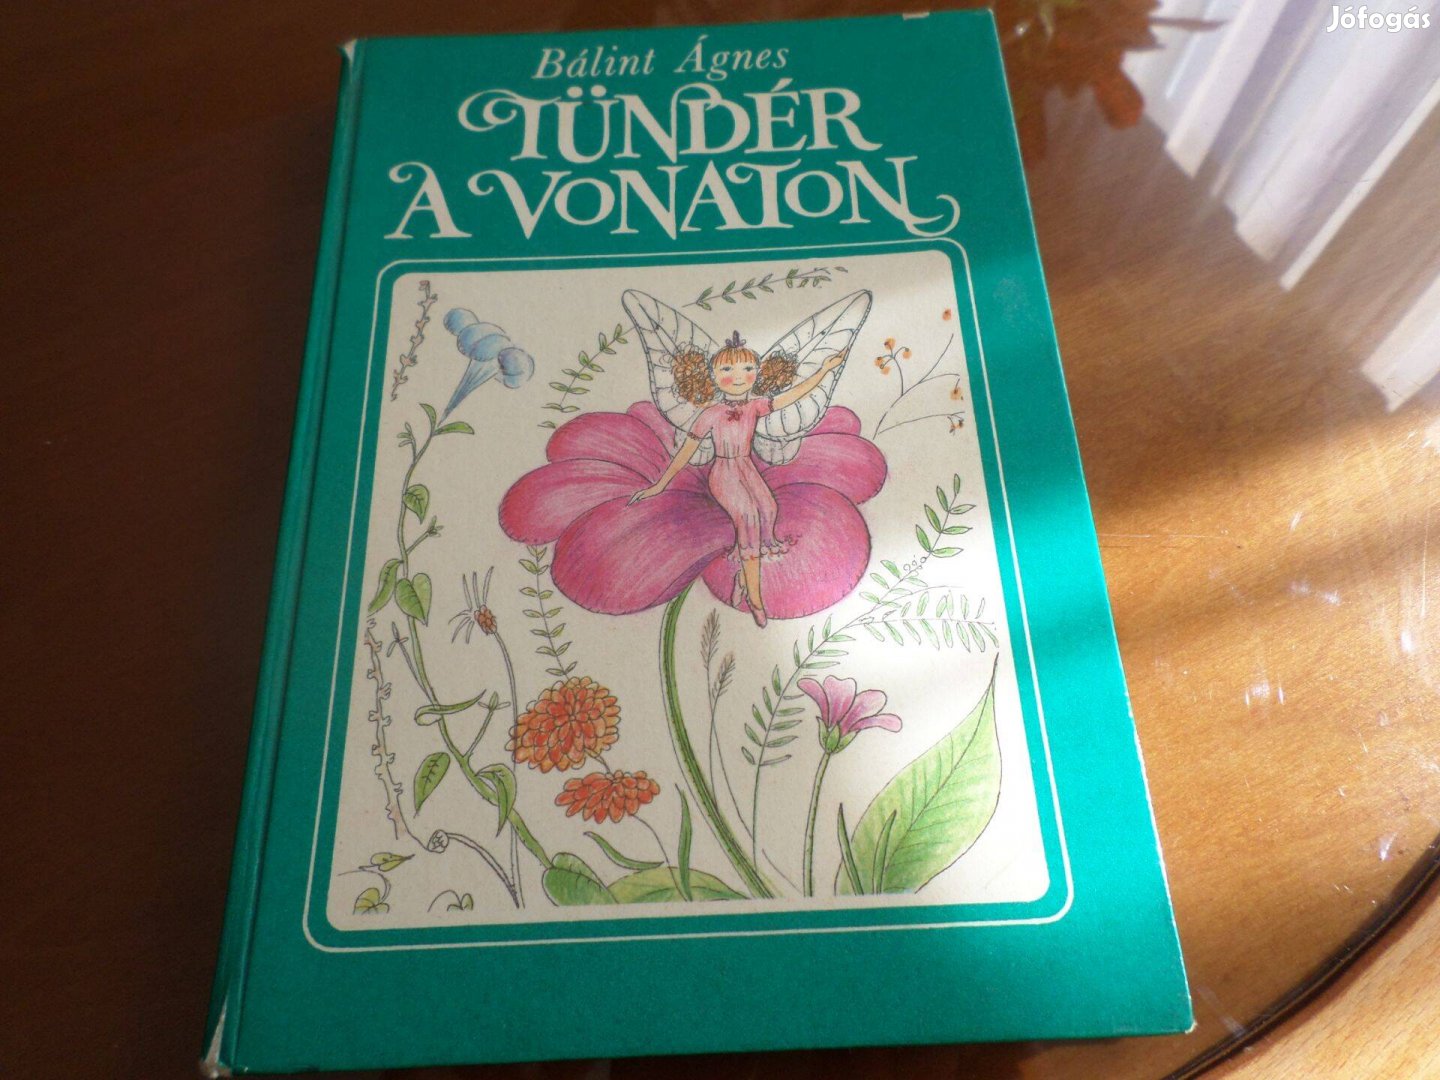 Jófogás
Bálint Ágnes
TÜNDÉR
A VONATON